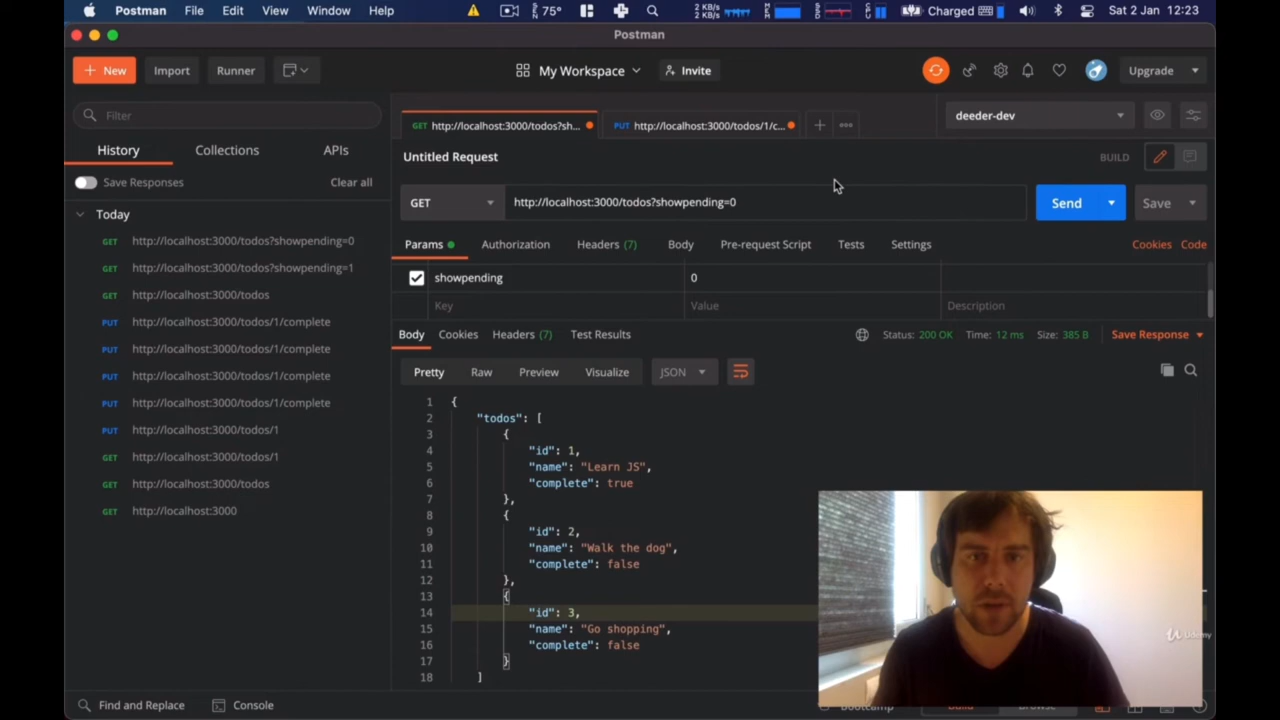 Postman File Edit View Window Help 75° 2 KB/s 2 KB/s Charged Sat 2 Jan 12:23
Postman
New Import Runner My Workspace Invite Upgrade
Filter
GET http://localhost:3000/todos?sh... PUT http://localhost:3000/todos/1/c... deeder-dev
History Collections APIs
Untitled Request BUILD
Save Responses Clear all
GET http://localhost:3000/todos?showpending=0 Send Save
Today
Params Authorization Headers (7) Body Pre-request Script Tests Settings Cookies Code
GET http://localhost:3000/todos?showpending=0
GET http://localhost:3000/todos?showpending=1
GET http://localhost:3000/todos
PUT http://localhost:3000/todos/1/complete
PUT http://localhost:3000/todos/1/complete
PUT http://localhost:3000/todos/1/complete
PUT http://localhost:3000/todos/1/complete
PUT http://localhost:3000/todos/1
GET http://localhost:3000/todos/1
GET http://localhost:3000/todos
GET http://localhost:3000
showpending 0
Key Value Description
Body Cookies Headers (7) Test Results Status: 200 OK Time: 12 ms Size: 385 B Save Response
Pretty Raw Preview Visualize JSON
1 {
2 "todos": [
3 {
4 "id": 1,
5 "name": "Learn JS",
6 "complete": true
7 },
8 {
9 "id": 2,
10 "name": "Walk the dog",
11 "complete": false
12 },
13 {
14 "id": 3,
15 "name": "Go shopping",
16 "complete": false
17 }
18 ]
Udemy
Find and Replace Console